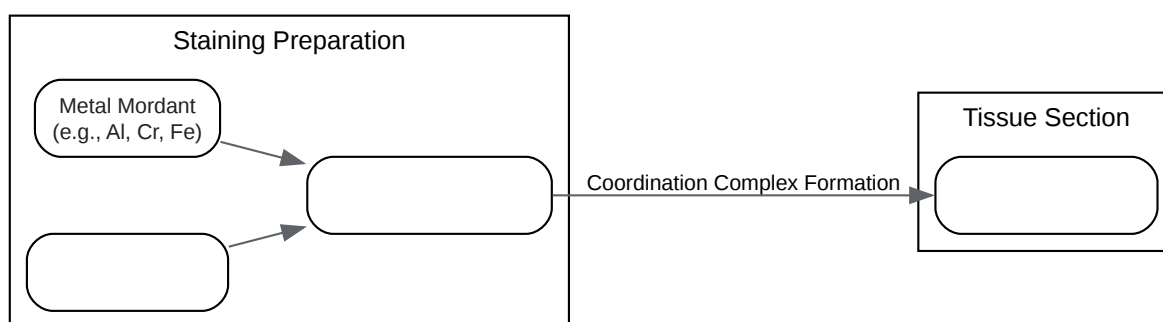 Staining Preparation
Metal Mordant
(e.g., Al, Cr, Fe)
Coordination Complex Formation
Tissue Section